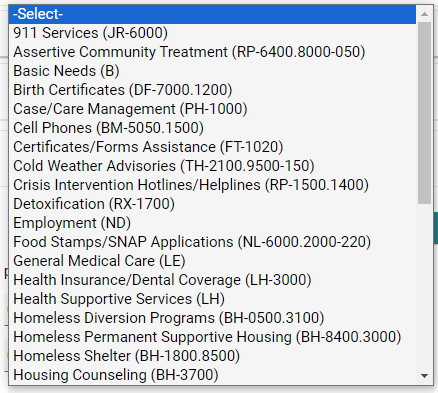 -Select-
911 Services (JR-6000)
Assertive Community Treatment (RP-6400.8000-050)
Basic Needs (B)
Birth Certificates (DF-7000.1200)
Case/Care Management (PH-1000)
Cell Phones (BM-5050.1500)
Certificates/Forms Assistance (FT-1020)
Cold Weather Advisories (TH-2100.9500-150)
Crisis Intervention Hotlines/Helplines (RP-1500.1400)
Detoxification (RX-1700)
Employment (ND)
Food Stamps/SNAP Applications (NL-6000.2000-220)
General Medical Care (LE)
Health Insurance/Dental Coverage (LH-3000)
Health Supportive Services (LH)
Homeless Diversion Programs (BH-0500.3100)
Homeless Permanent Supportive Housing (BH-8400.3000)
Homeless Shelter (BH-1800.8500)
Housing Counseling (BH-3700)